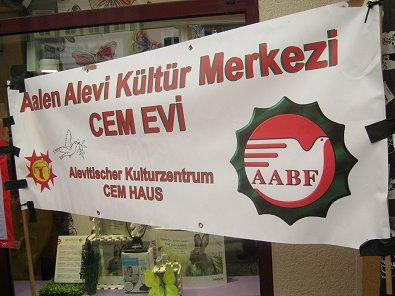 Aalen Alevi Kültür Merkezi
CEM EVİ
Alevitischer Kulturzentrum
CEM HAUS
AABF